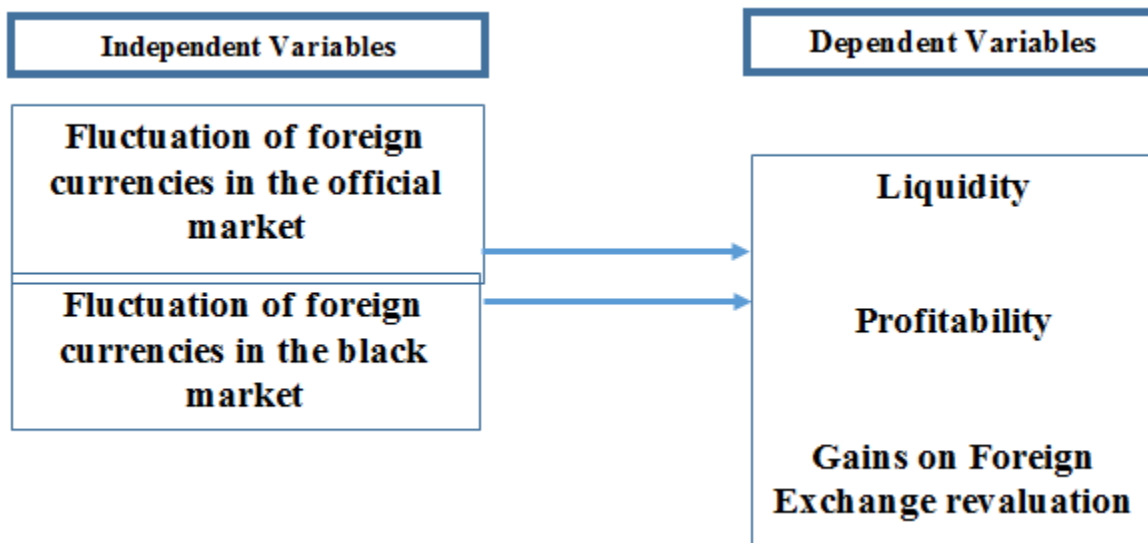 Independent Variables
Dependent Variables
Fluctuation of foreign
currencies in the official
market
Fluctuation of foreign
currencies in the black
market
Liquidity
Profitability
Gains on Foreign
Exchange revaluation